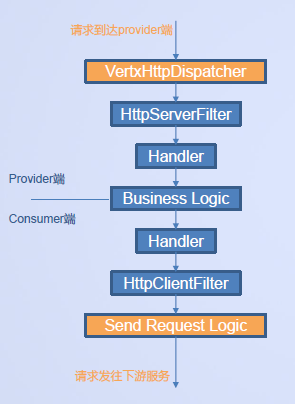 请求到达provider端
VertxHttpDispatcher
HttpServerFilter
Handler
Provider端
Business Logic
Consumer端
Handler
HttpClientFilter
Send Request Logic
请求发往下游服务